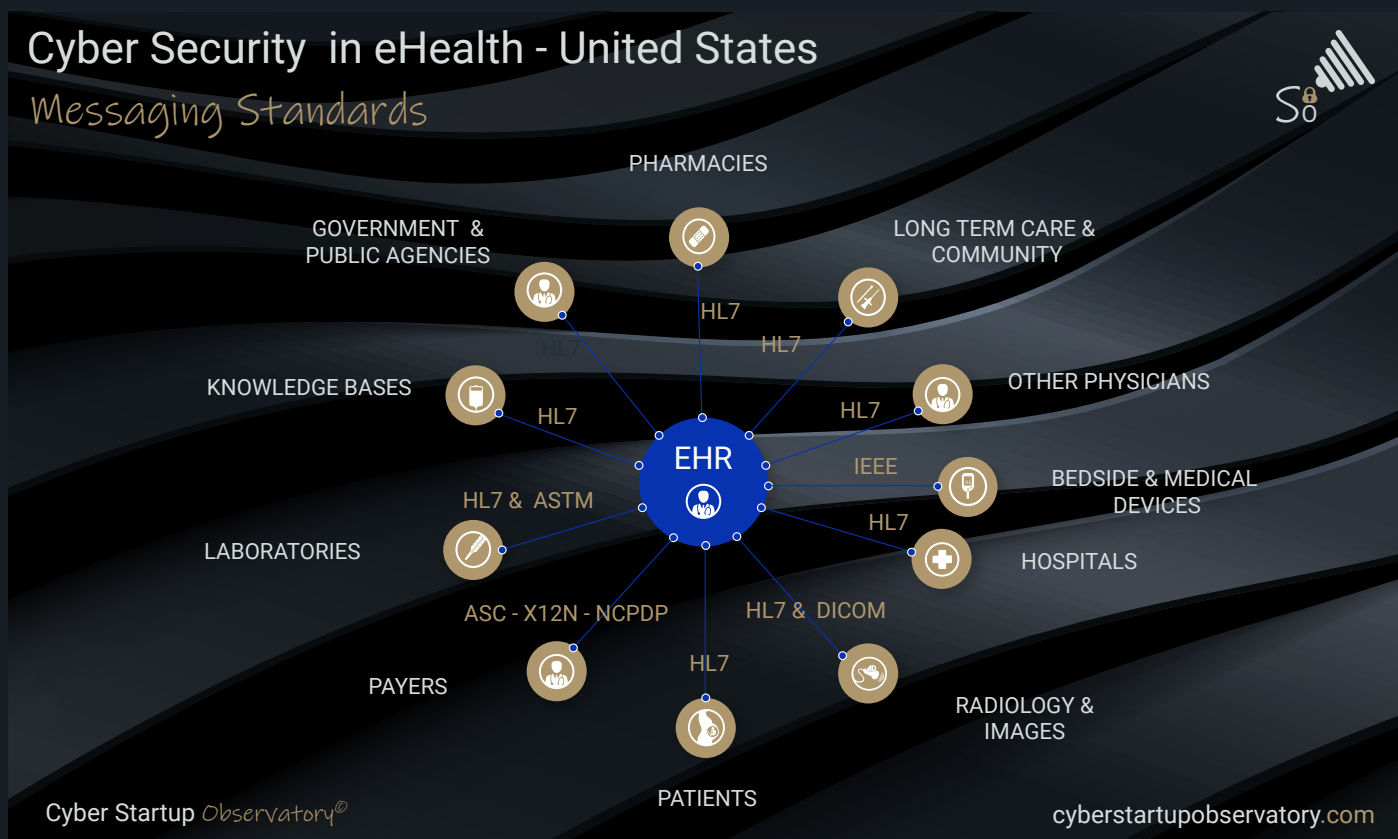 Cyber Security in eHealth - United States
Messaging Standards
So
PHARMACIES
GOVERNMENT &
PUBLIC AGENCIES
LONG TERM CARE &
COMMUNITY
HL7
HL7
HL7
KNOWLEDGE BASES
OTHER PHYSICIANS
HL7
HL7
EHR
IEEE
BEDSIDE & MEDICAL
DEVICES
HL7 & ASTM
HL7
LABORATORIES
HOSPITALS
ASC - X12N - NCPDP
HL7 & DICOM
HL7
PAYERS
RADIOLOGY &
IMAGES
PATIENTS
Cyber Startup Observatory©
cyberstartupobservatory.com